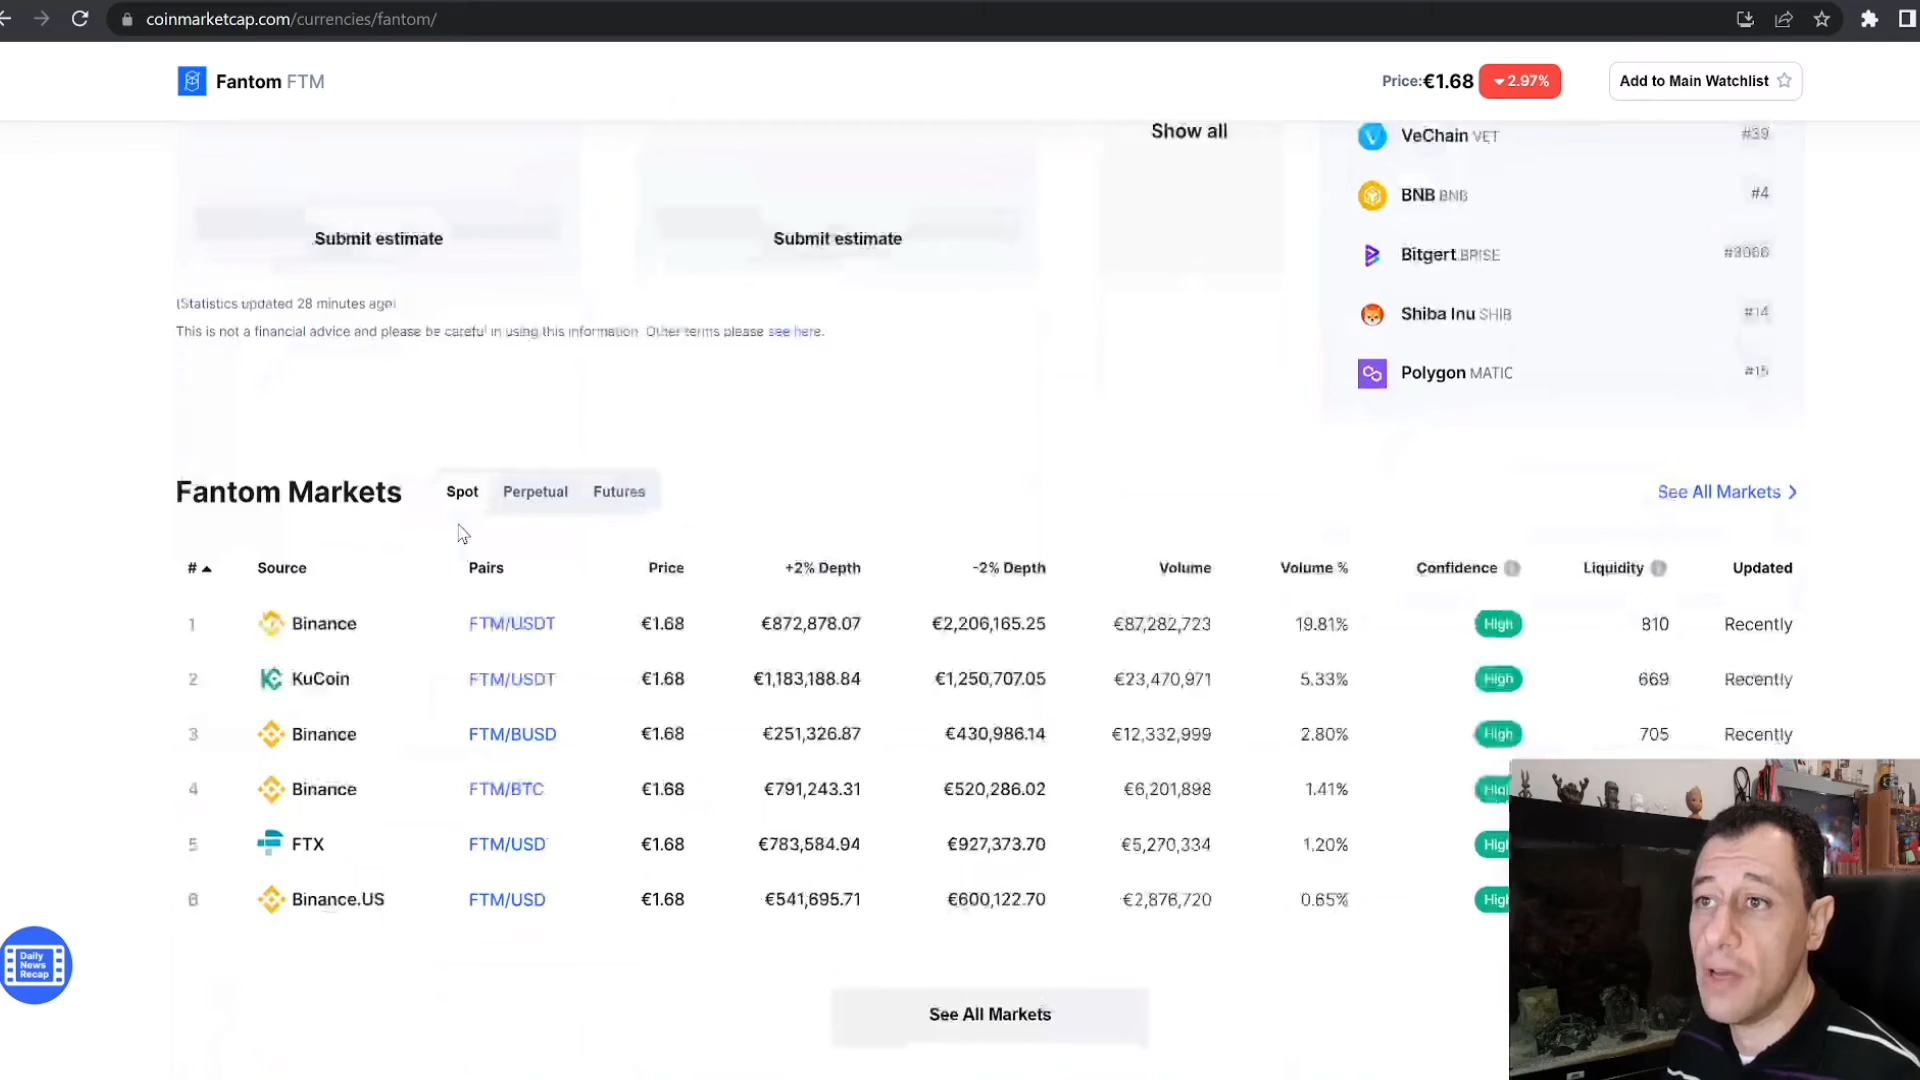 coinmarketcap.com/currencies/fantom/
Fantom FTM
Price:€1.68 2.97%
Add to Main Watchlist
Show all
VeChain VET #39
BNB BNB #4
Submit estimate
Submit estimate
Bitgert BRISE #3066
Shiba Inu SHIB #14
Polygon MATIC #15
(Statistics updated 28 minutes ago)
This is not a financial advice and please be careful in using this information. Other terms please see here.
Fantom Markets Spot Perpetual Futures See All Markets
# Source Pairs Price +2% Depth -2% Depth Volume Volume % Confidence Liquidity Updated
1 Binance FTM/USDT €1.68 €872,878.07 €2,206,165.25 €87,282,723 19.81% High 810 Recently
2 KuCoin FTM/USDT €1.68 €1,183,188.84 €1,250,707.05 €23,470,971 5.33% High 669 Recently
3 Binance FTM/BUSD €1.68 €251,326.87 €430,986.14 €12,332,999 2.80% High 705 Recently
4 Binance FTM/BTC €1.68 €791,243.31 €520,286.02 €6,201,898 1.41%
5 FTX FTM/USD €1.68 €783,584.94 €927,373.70 €5,270,334 1.20%
6 Binance.US FTM/USD €1.68 €541,695.71 €600,122.70 €2,876,720 0.65%
Daily
News
Recap
See All Markets